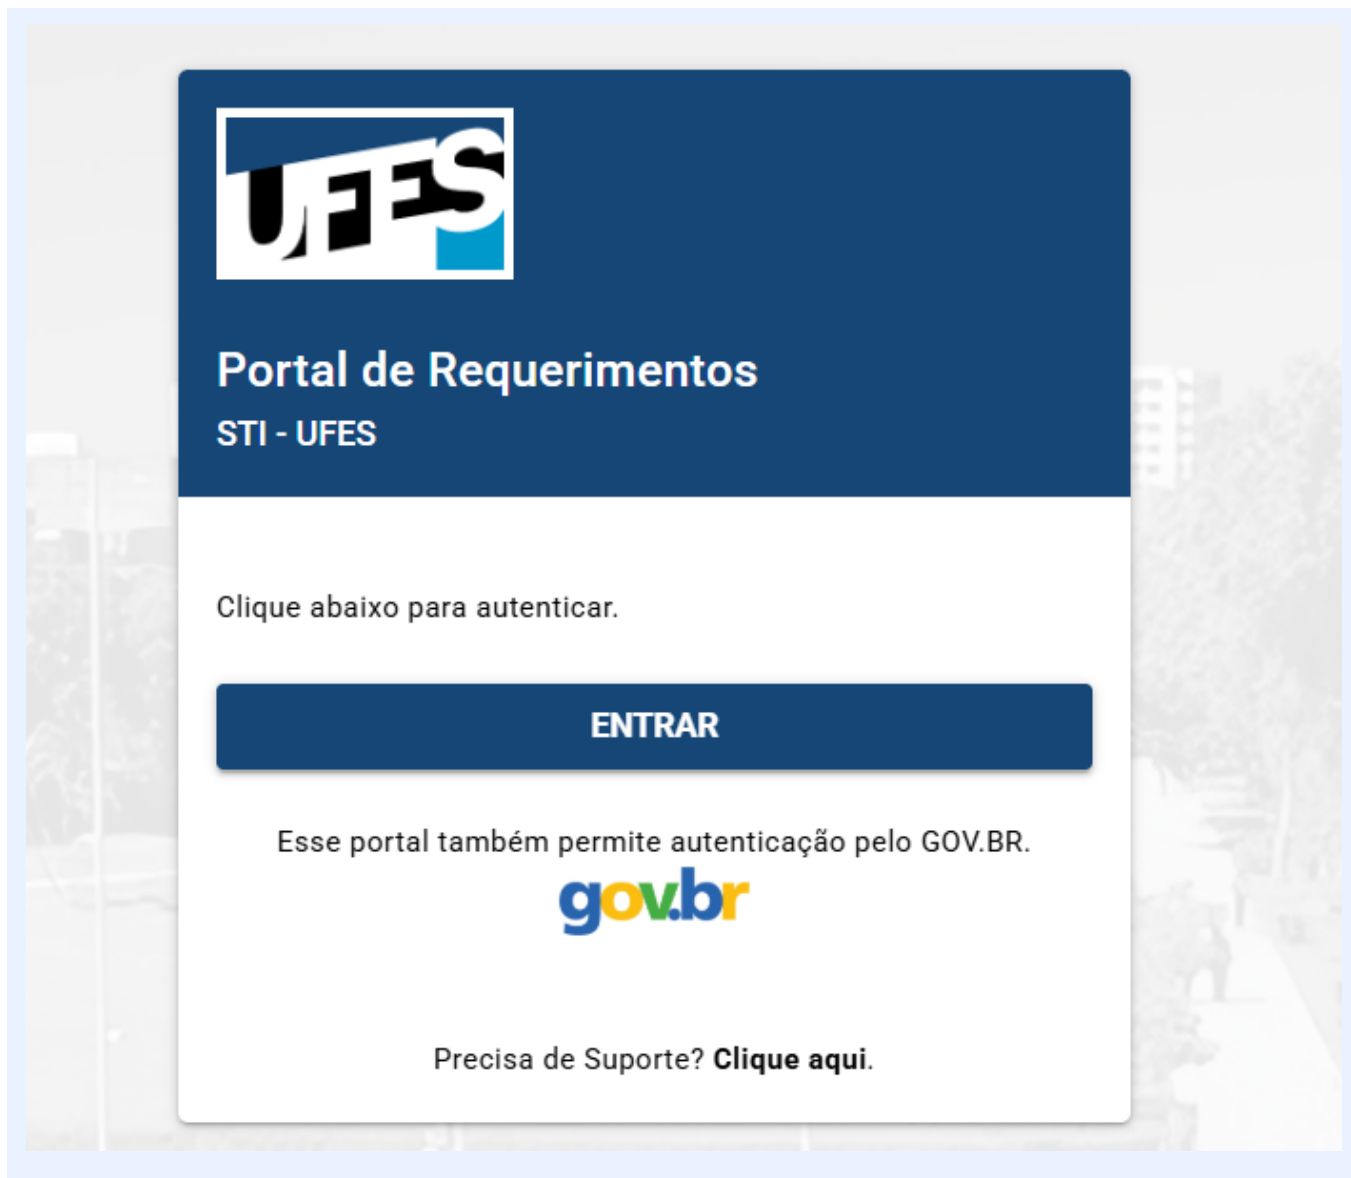 UFES
Portal de Requerimentos
STI - UFES
Clique abaixo para autenticar.
ENTRAR
Esse portal também permite autenticação pelo GOV.BR.
gov.br
Precisa de Suporte? Clique aqui.